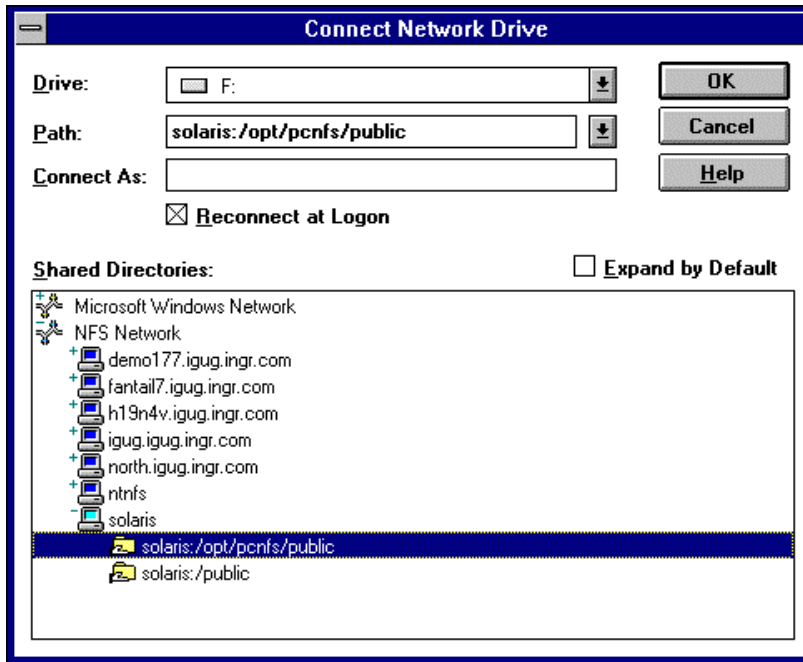 Connect Network Drive
Drive: F: OK
Path: solaris:/opt/pcnfs/public Cancel
Connect As: Help
Reconnect at Logon
Shared Directories: Expand by Default
Microsoft Windows Network
NFS Network
demo177.igug.ingr.com
fantail7.igug.ingr.com
h19n4v.igug.ingr.com
igug.igug.ingr.com
north.igug.ingr.com
ntnfs
solaris
solaris:/opt/pcnfs/public
solaris:/public